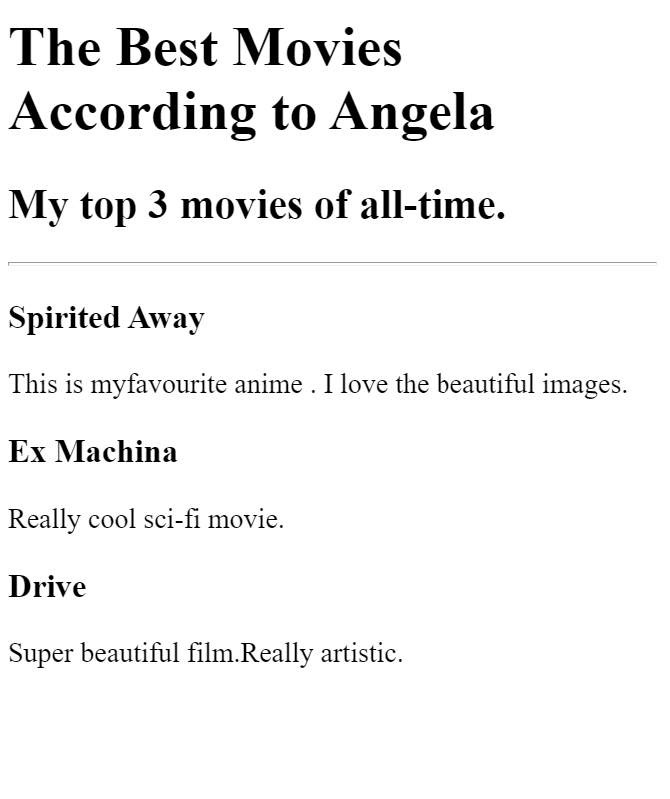 The Best Movies
According to Angela
My top 3 movies of all-time.
Spirited Away
This is myfavourite anime . I love the beautiful images.
Ex Machina
Really cool sci-fi movie.
Drive
Super beautiful film.Really artistic.